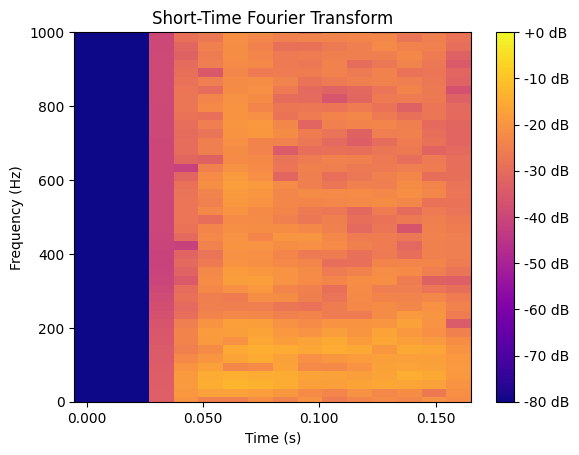 Short-Time Fourier Transform
1000
800
600
400
200
0
Frequency (Hz)
0.000
0.050
0.100
0.150
Time (s)
+0 dB
-10 dB
-20 dB
-30 dB
-40 dB
-50 dB
-60 dB
-70 dB
-80 dB